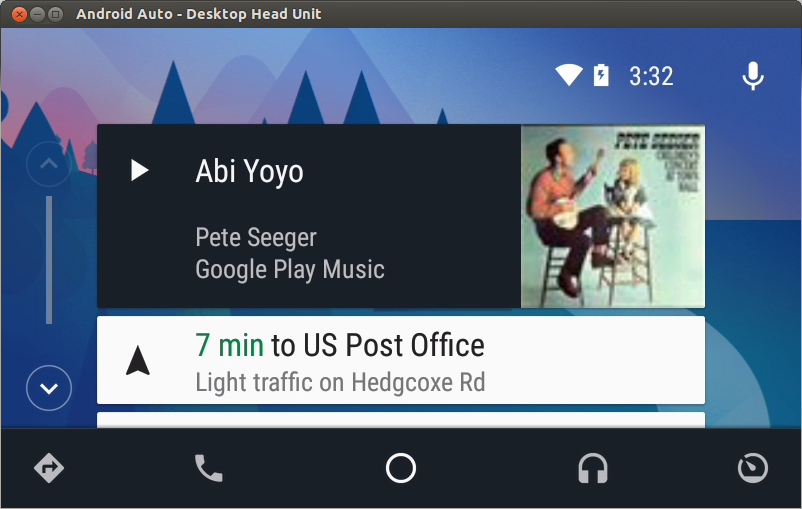 Android Auto - Desktop Head Unit
3:32
Abi Yoyo
Pete Seeger
Google Play Music
PETE SEEGER
CHILDREN'S
CONCERT
AT TOWN
HALL
7 min to US Post Office
Light traffic on Hedgcoxe Rd